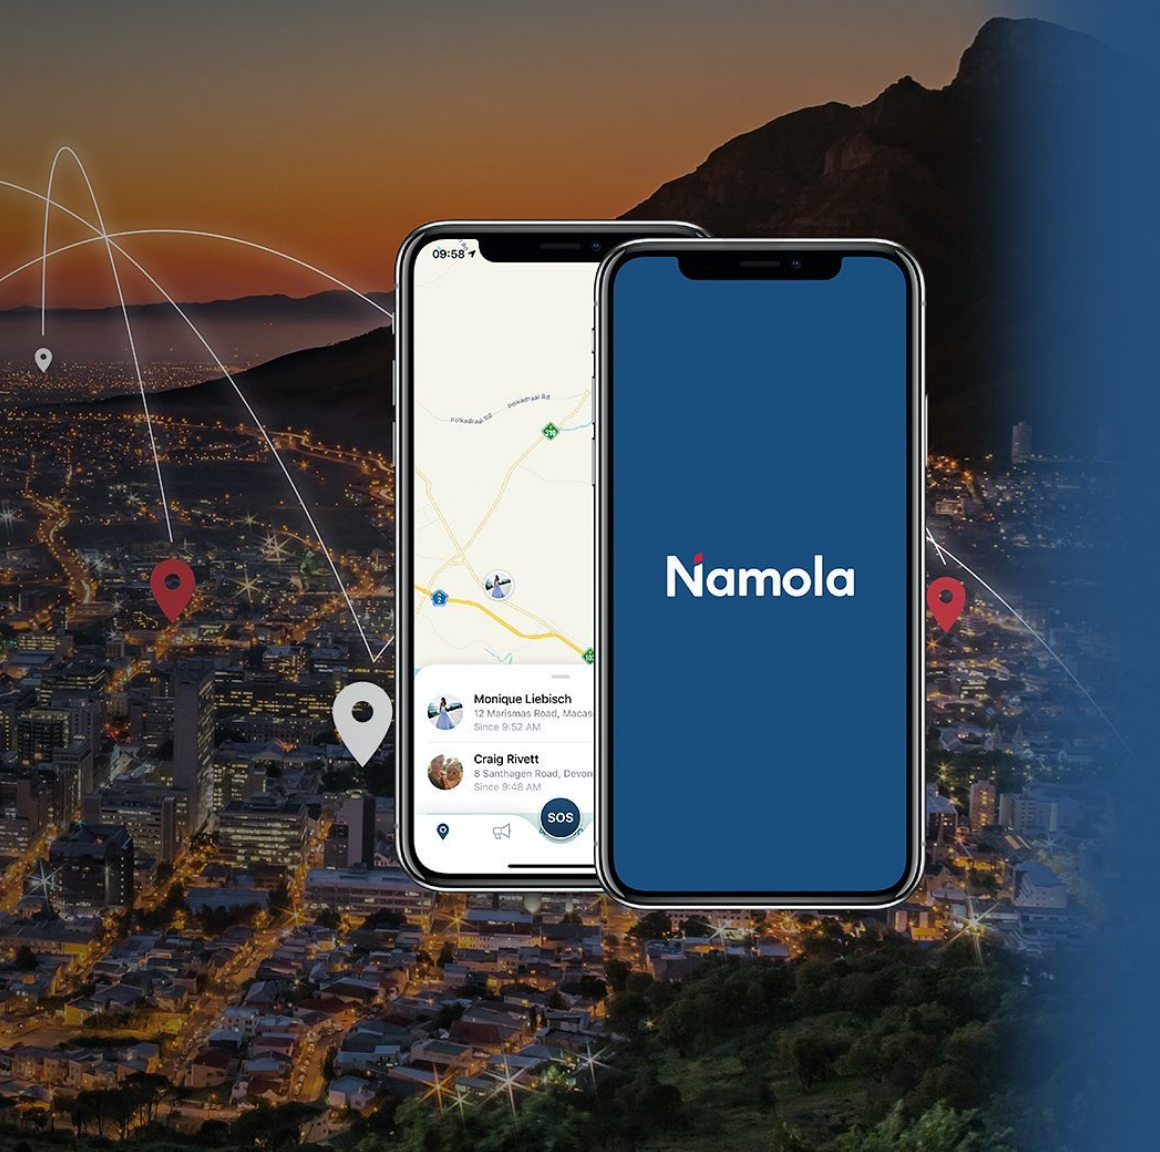 09:58
Polkadraai Rd
Polkadraai Rd
2
Monique Liebisch
12 Marismas Road, Macas
Since 9:52 AM
Craig Rivett
8 Santhagen Road, Devon
Since 9:48 AM
SOS
Namola